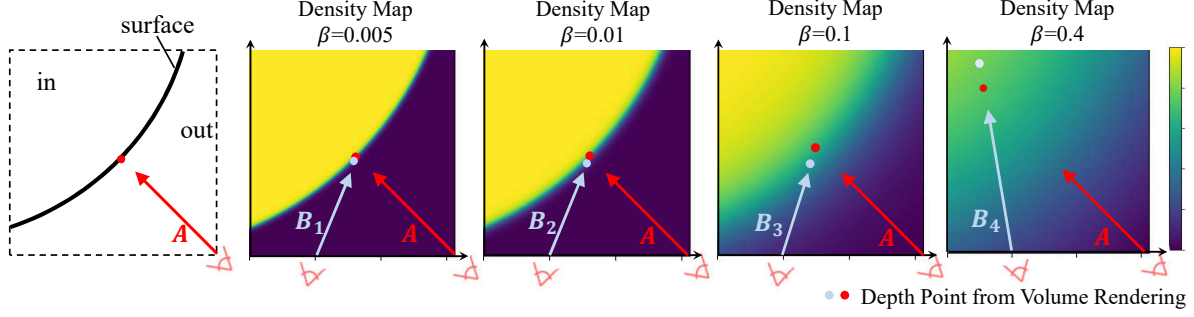 surface
in
out
A
Density Map
β=0.005
B₁
A
Density Map
β=0.01
B₂
A
Density Map
β=0.1
B₃
A
Density Map
β=0.4
B₄
A
Depth Point from Volume Rendering